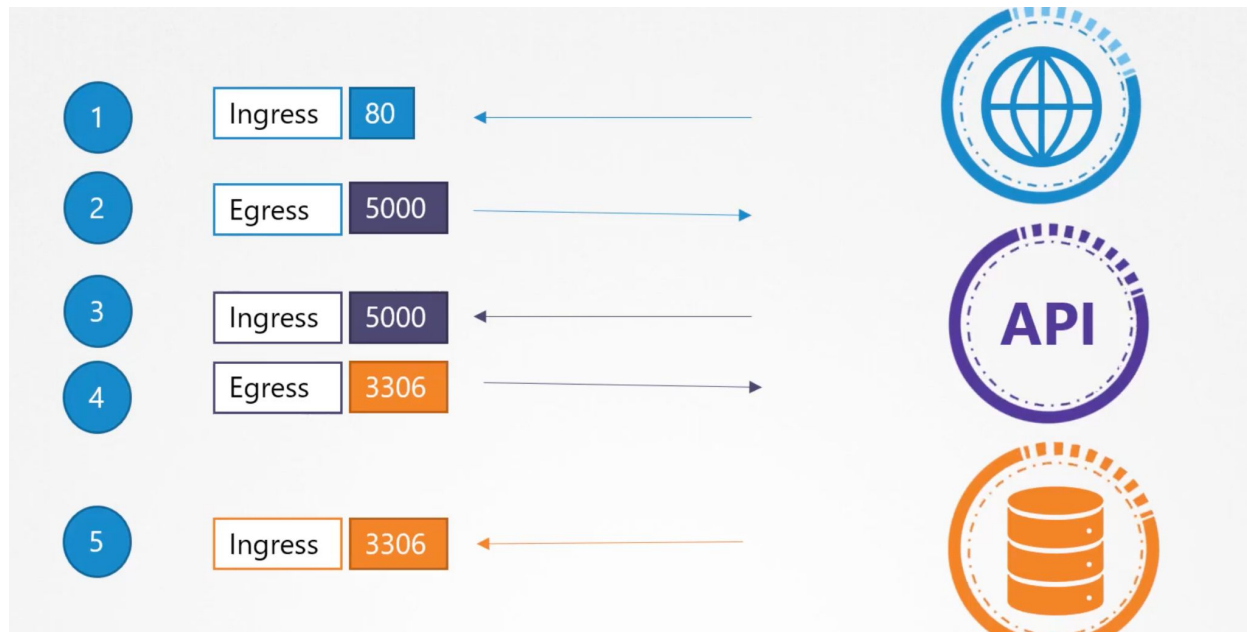 1 Ingress 80
2 Egress 5000
3 Ingress 5000
API
4 Egress 3306
5 Ingress 3306